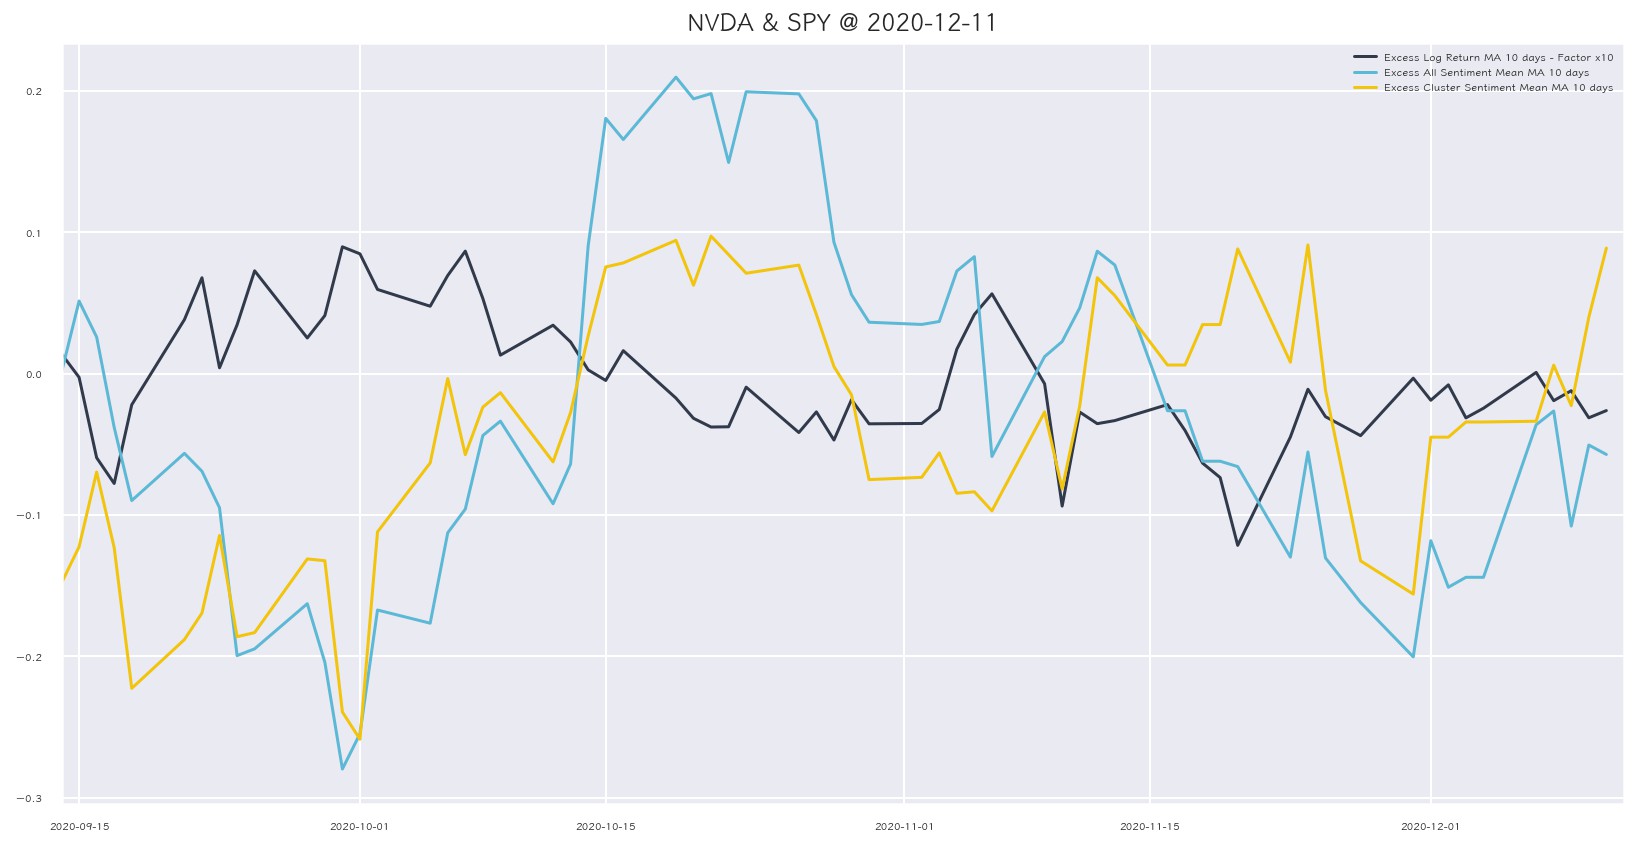 NVDA & SPY @ 2020-12-11
Excess Log Return MA 10 days - Factor x10
Excess All Sentiment Mean MA 10 days
Excess Cluster Sentiment Mean MA 10 days
0.2
0.1
0.0
−0.1
−0.2
−0.3
2020-09-15 2020-10-01 2020-10-15 2020-11-01 2020-11-15 2020-12-01